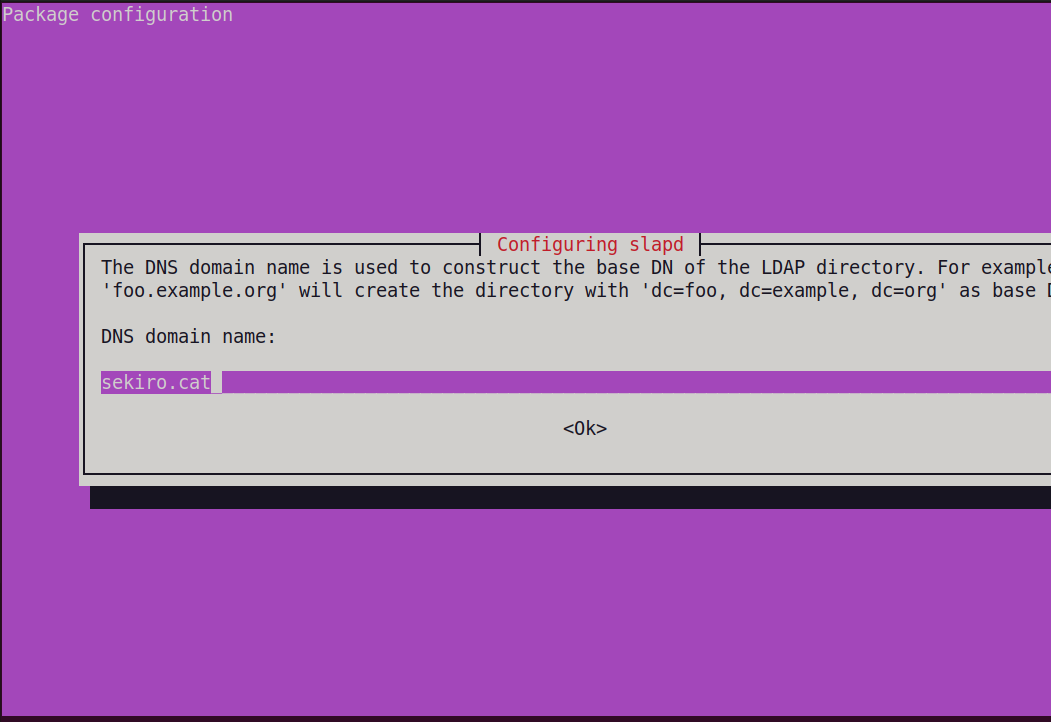 Package configuration
Configuring slapd
The DNS domain name is used to construct the base DN of the LDAP directory. For example
'foo.example.org' will create the directory with 'dc=foo, dc=example, dc=org' as base
DNS domain name:
sekiro.cat
<Ok>